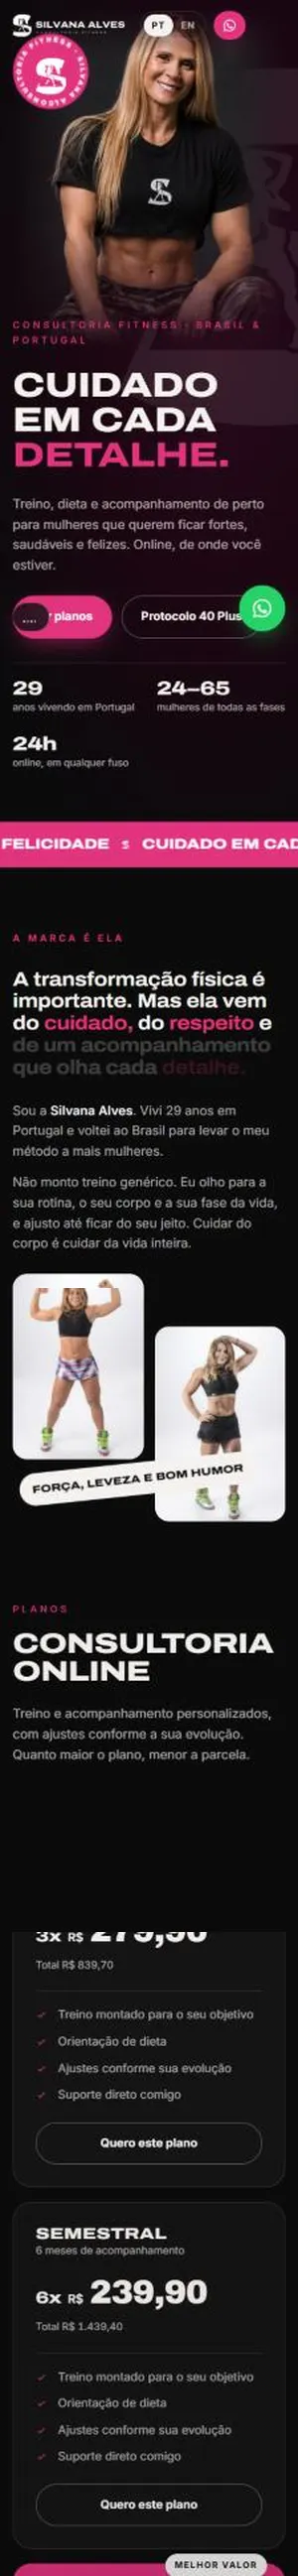 SILVANA ALVES
PT EN
CONSULTORIA FITNESS · BRASIL &
PORTUGAL
CUIDADO
EM CADA
DETALHE.
Treino, dieta e acompanhamento de perto
para mulheres que querem ficar fortes,
saudáveis e felizes. Online, de onde você
estiver.
planos
Protocolo 40 Plus
29
anos vivendo em Portugal
24–65
mulheres de todas as fases
24h
online, em qualquer fuso
FELICIDADE S CUIDADO EM CAD
A MARCA É ELA
A transformação física é
importante. Mas ela vem
do cuidado, do respeito e
de um acompanhamento
que olha cada detalhe.
Sou a Silvana Alves. Vivi 29 anos em
Portugal e voltei ao Brasil para levar o meu
método a mais mulheres.
Não monto treino genérico. Eu olho para a
sua rotina, o seu corpo e a sua fase da vida,
e ajusto até ficar do seu jeito. Cuidar do
corpo é cuidar da vida inteira.
FORÇA, LEVEZA E BOM HUMOR
PLANOS
CONSULTORIA
ONLINE
Treino e acompanhamento personalizados,
com ajustes conforme a sua evolução.
Quanto maior o plano, menor a parcela.
3x R$ 279,90
Total R$ 839,70
Treino montado para o seu objetivo
Orientação de dieta
Ajustes conforme sua evolução
Suporte direto comigo
Quero este plano
SEMESTRAL
6 meses de acompanhamento
6x R$ 239,90
Total R$ 1.439,40
Treino montado para o seu objetivo
Orientação de dieta
Ajustes conforme sua evolução
Suporte direto comigo
Quero este plano
MELHOR VALOR